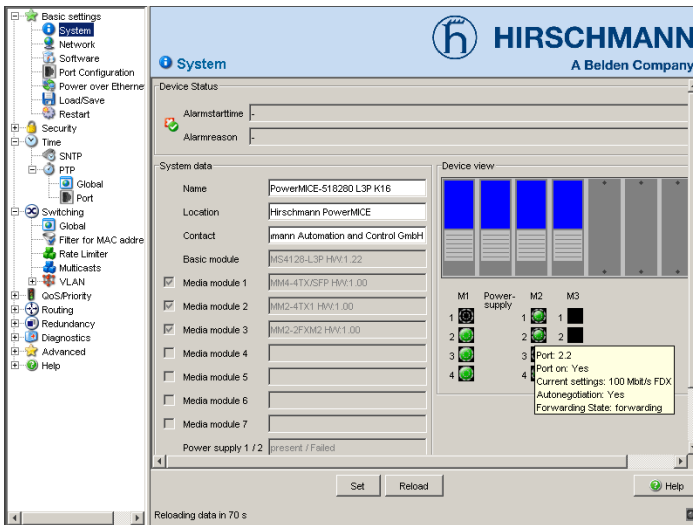 Basic settings
System
Network
Software
Port Configuration
Power over Etherne
Load/Save
Restart
Security
Time
SNTP
PTP
Global
Port
Switching
Global
Filter for MAC addre
Rate Limiter
Multicasts
VLAN
QoS/Priority
Routing
Redundancy
Diagnostics
Advanced
Help
System
HIRSCHMANN
A Belden Company
Device Status
Alarmstarttime -
Alarmreason -
System data
Name PowerMICE-518280 L3P K16
Location Hirschmann PowerMICE
Contact mann Automation and Control GmbH
Basic module MS4128-L3P HW:1.22
Media module 1 MM4-4TX/SFP HW:1.00
Media module 2 MM2-4TX1 HW:1.00
Media module 3 MM2-2FXM2 HW:1.00
Media module 4
Media module 5
Media module 6
Media module 7
Power supply 1 / 2 present / Failed
Device view
M1 Power-supply M2 M3
1 1 1
2 2 2
3 3
4 4
Port: 2.2
Port on: Yes
Current settings: 100 Mbit/s FDX
Autonegotiation: Yes
Forwarding State: forwarding
Set Reload Help
Reloading data in 70 s